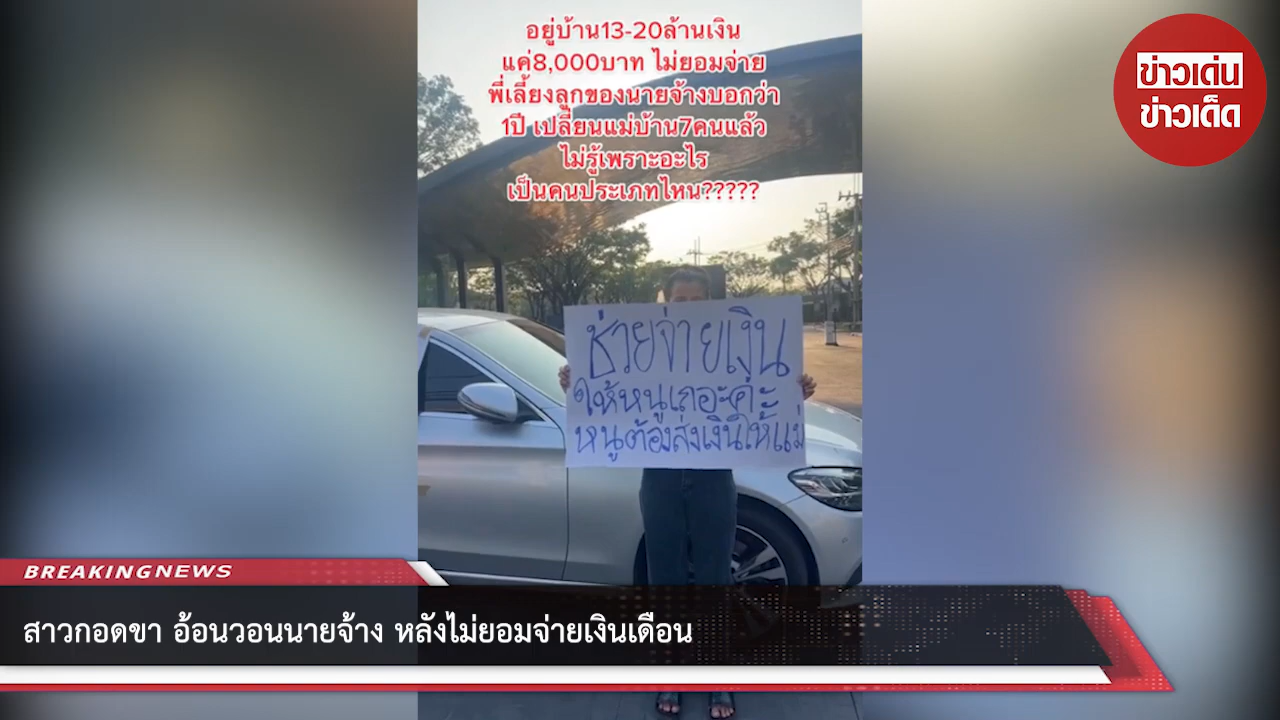 อยู่บ้าน13-20ล้านเงิน
แค่8,000บาท ไม่ยอมจ่าย
พี่เลี้ยงลูกของนายจ้างบอกว่า
1ปี เปลี่ยนแม่บ้าน7คนแล้ว
ไม่รู้เพราะอะไร
เป็นคนประเภทไหน?????
ข่าวเด่น
ข่าวเด็ด
ช่วยจ่ายเงิน
ให้หนูเถอะค่ะ
หนูต้องส่งเงินให้แม่
BREAKINGNEWS
สาวกอดขา อ้อนวอนนายจ้าง หลังไม่ยอมจ่ายเงินเดือน